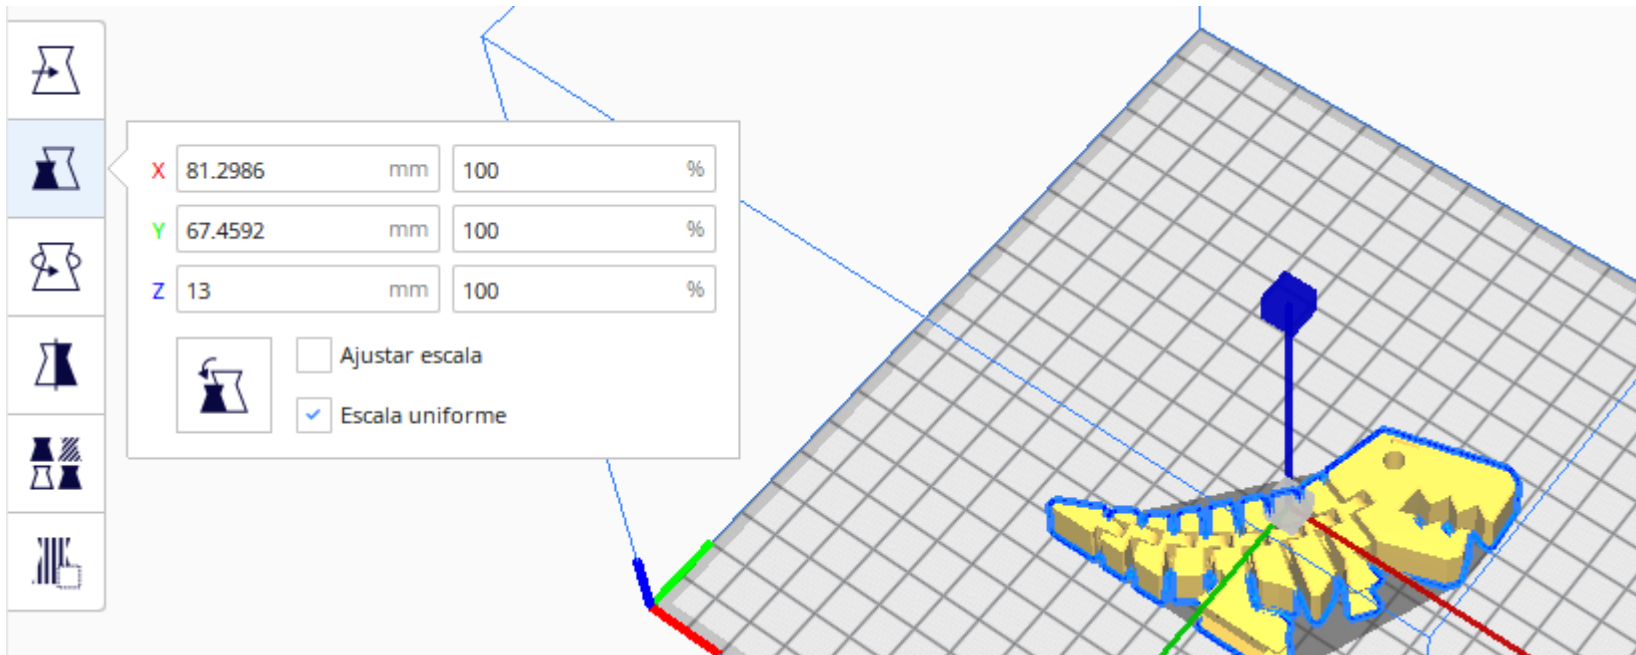 X 81.2986 mm 100 %
Y 67.4592 mm 100 %
Z 13 mm 100 %
Ajustar escala
Escala uniforme